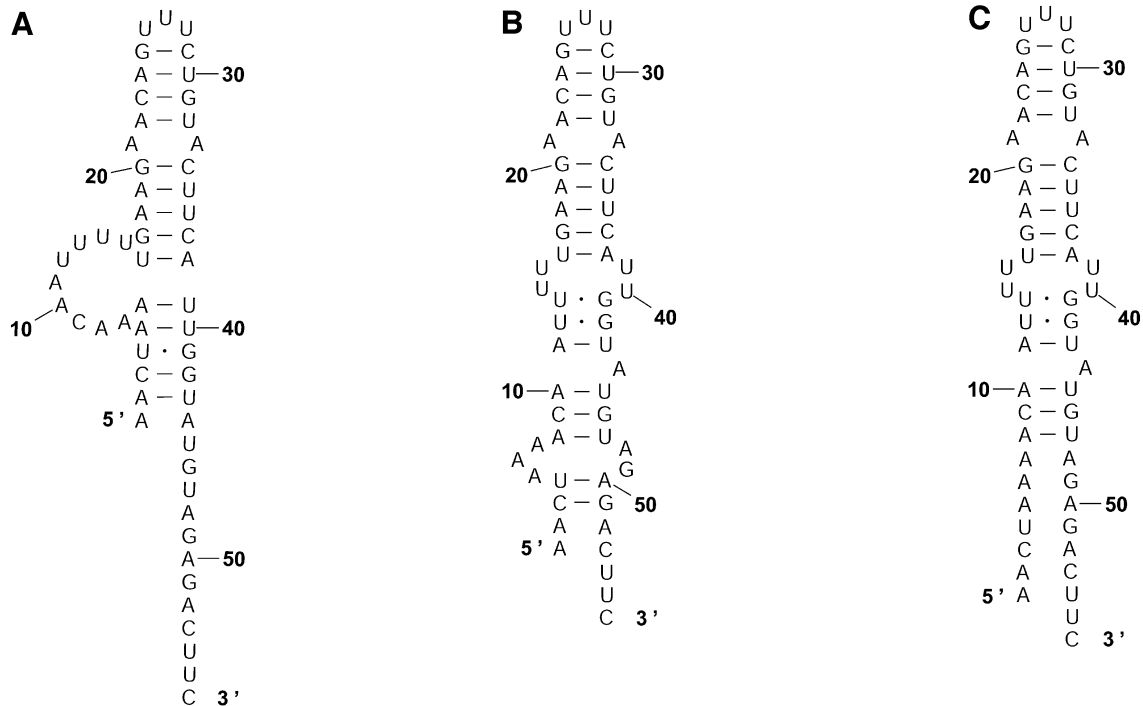 A
U U U
G – C
A – U 30
C – G
A – U
A A
20 G – C
A – U
A – U
U U U G – C
U U A
A
A A – U
10 C A A A – U 40
U · G
C – G
A – U
5’ A A
U
G
U
A
G
A 50
G
A
C
U
U
C 3’
B
U U U
G – C
A – U 30
C – G
A – U
A A
20 G – C
A – U
A – U
G – C
U – A
U U
U U · G U 40
U · G
A – U
A
10 A – U
C – G
A – U
A A
A G
A U – A 50
C – G
A A
5’ A C
U
U
C 3’
C
U U U
G – C
A – U 30
C – G
A – U
A A
20 G – C
A – U
A – U
G – C
U – A
U U
U U · G U 40
U · G
A – U
A
10 A – U
C – G
A – U
A A
A G
A A 50
U G
C A
A C
5’ A U
U
C 3’